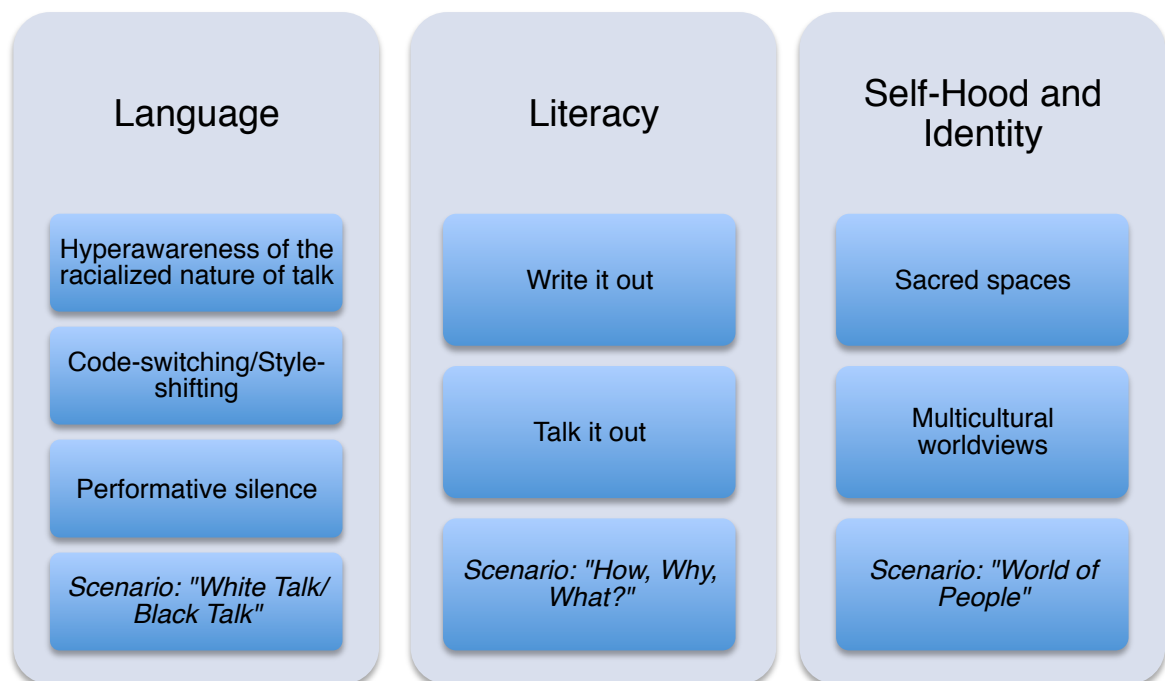 Language
Hyperawareness of the
racialized nature of talk
Code-switching/Style-
shifting
Performative silence
Scenario: "White Talk/
Black Talk"
Literacy
Write it out
Talk it out
Scenario: "How, Why,
What?"
Self-Hood and
Identity
Sacred spaces
Multicultural
worldviews
Scenario: "World of
People"